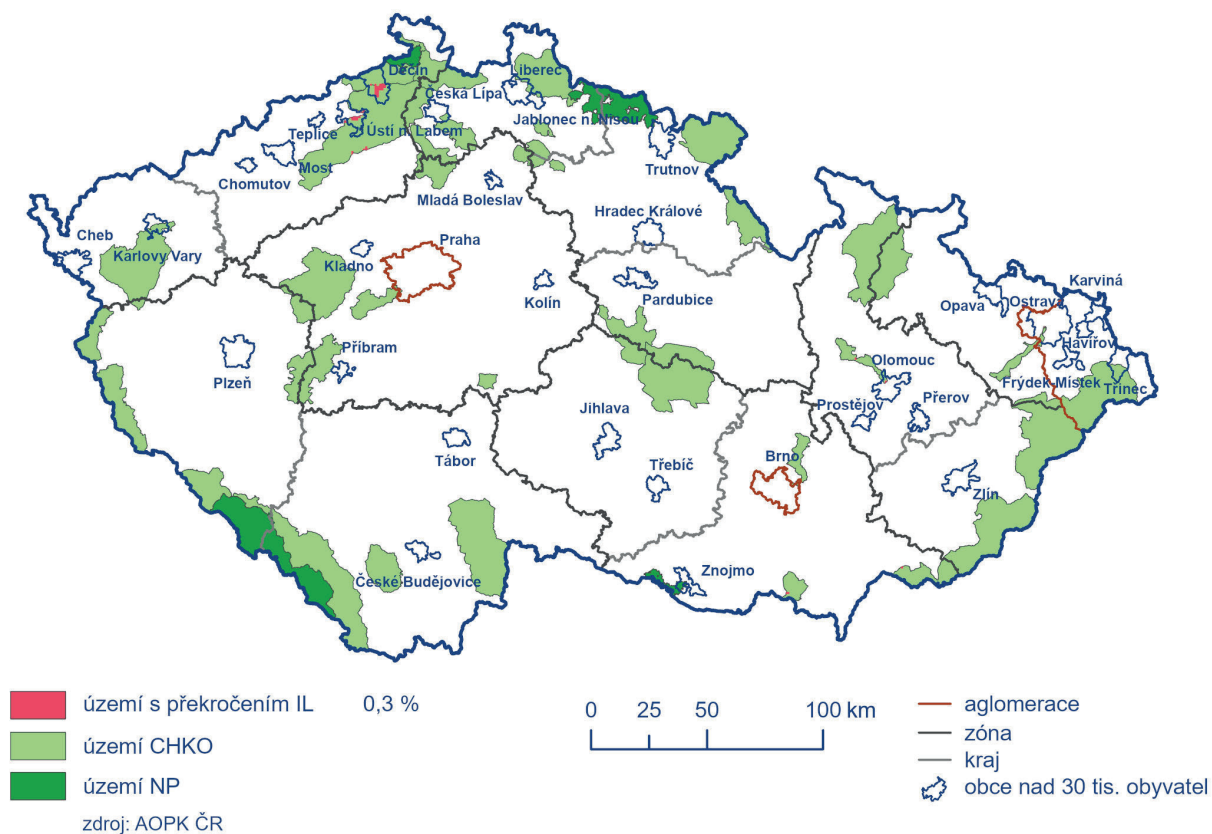 Děčín
Liberec
Česká Lípa
Jablonec n. Nisou
Teplice
Ústí n. Labem
Most
Trutnov
Chomutov
Mladá Boleslav
Hradec Králové
Cheb
Karlovy Vary
Praha
Kladno
Kolín
Pardubice
Karviná
Opava
Ostrava
Havířov
Příbram
Plzeň
Olomouc
Frýdek Místek
Třinec
Jihlava
Prostějov
Přerov
Tábor
Třebíč
Brno
Zlín
České Budějovice
Znojmo
území s překročením IL 0,3 %
území CHKO
území NP
zdroj: AOPK ČR
0 25 50 100 km
aglomerace
zóna
kraj
obce nad 30 tis. obyvatel